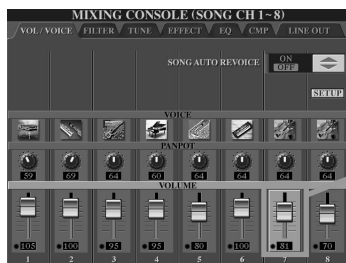 MIXING CONSOLE (SONG CH 1~8)
VOL / VOICE FILTER TUNE EFFECT EQ CMP LINE OUT
SONG AUTO REVOICE ON
OFF
SETUP
VOICE
PANPOT
59 69 64 60 64 64 64 64
VOLUME
105 100 95 95 80 100 81 70
1 2 3 4 5 6 7 8